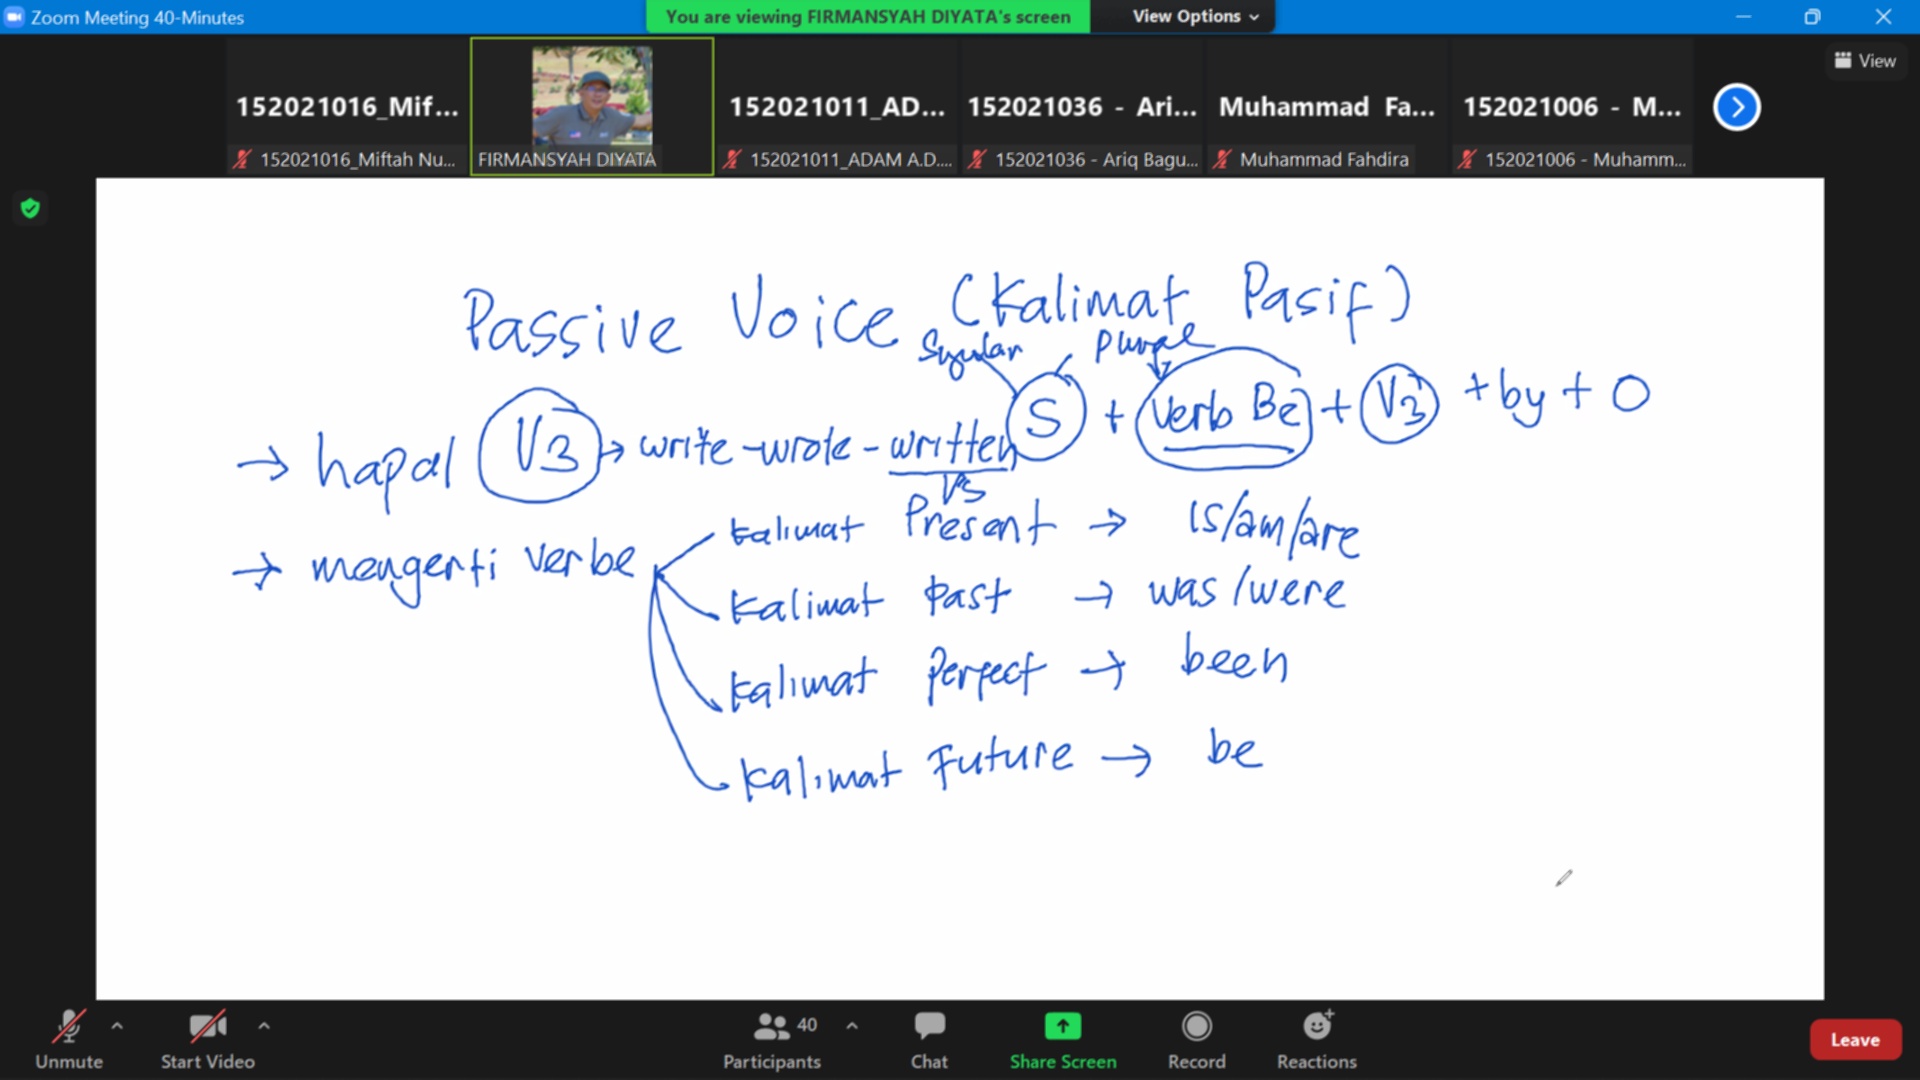 Zoom Meeting 40-Minutes
You are viewing FIRMANSYAH DIYATA's screen
View Options
View
152021016_Mif...
152021011_AD...
152021036 - Ari...
Muhammad Fa...
152021006 - M...
152021016_Miftah Nu...
FIRMANSYAH DIYATA
152021011_ADAM A.D....
152021036 - Ariq Bagu...
Muhammad Fahdira
152021006 - Muhamm...
Passive Voice (Kalimat Pasif)
S + Verb Be + V3 + by + O
→ hapal V3 → write - wrote - written
→ mengerti verbe
kalimat Present → is/am/are
kalimat Past → was/were
kalimat Perfect → been
kalimat Future → be
Unmute
Start Video
40
Participants
Chat
Share Screen
Record
Reactions
Leave